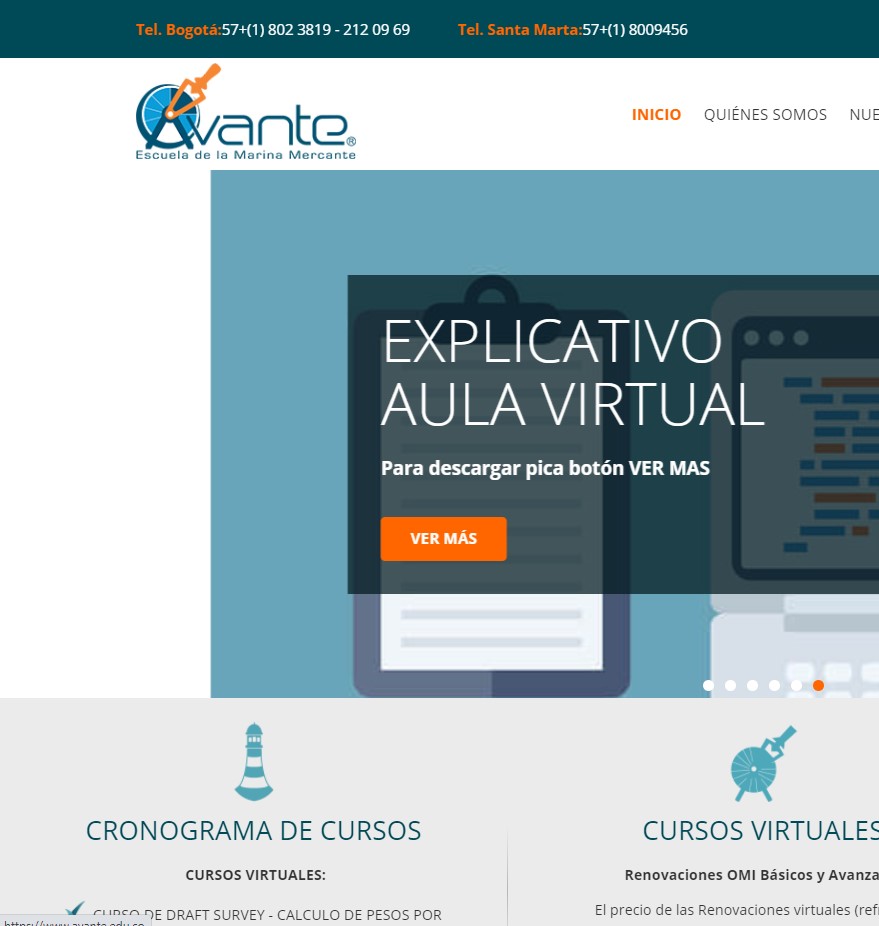 Tel. Bogotá:57+(1) 802 3819 - 212 09 69 Tel. Santa Marta:57+(1) 8009456
Avante®
Escuela de la Marina Mercante
INICIO QUIÉNES SOMOS NUE
EXPLICATIVO
AULA VIRTUAL
Para descargar pica botón VER MAS
VER MÁS
CRONOGRAMA DE CURSOS
CURSOS VIRTUALES:
CURSO DE DRAFT SURVEY - CALCULO DE PESOS POR
CURSOS VIRTUALES
Renovaciones OMI Básicos y Avanza
El precio de las Renovaciones virtuales (refr
https://www.avante.edu.co